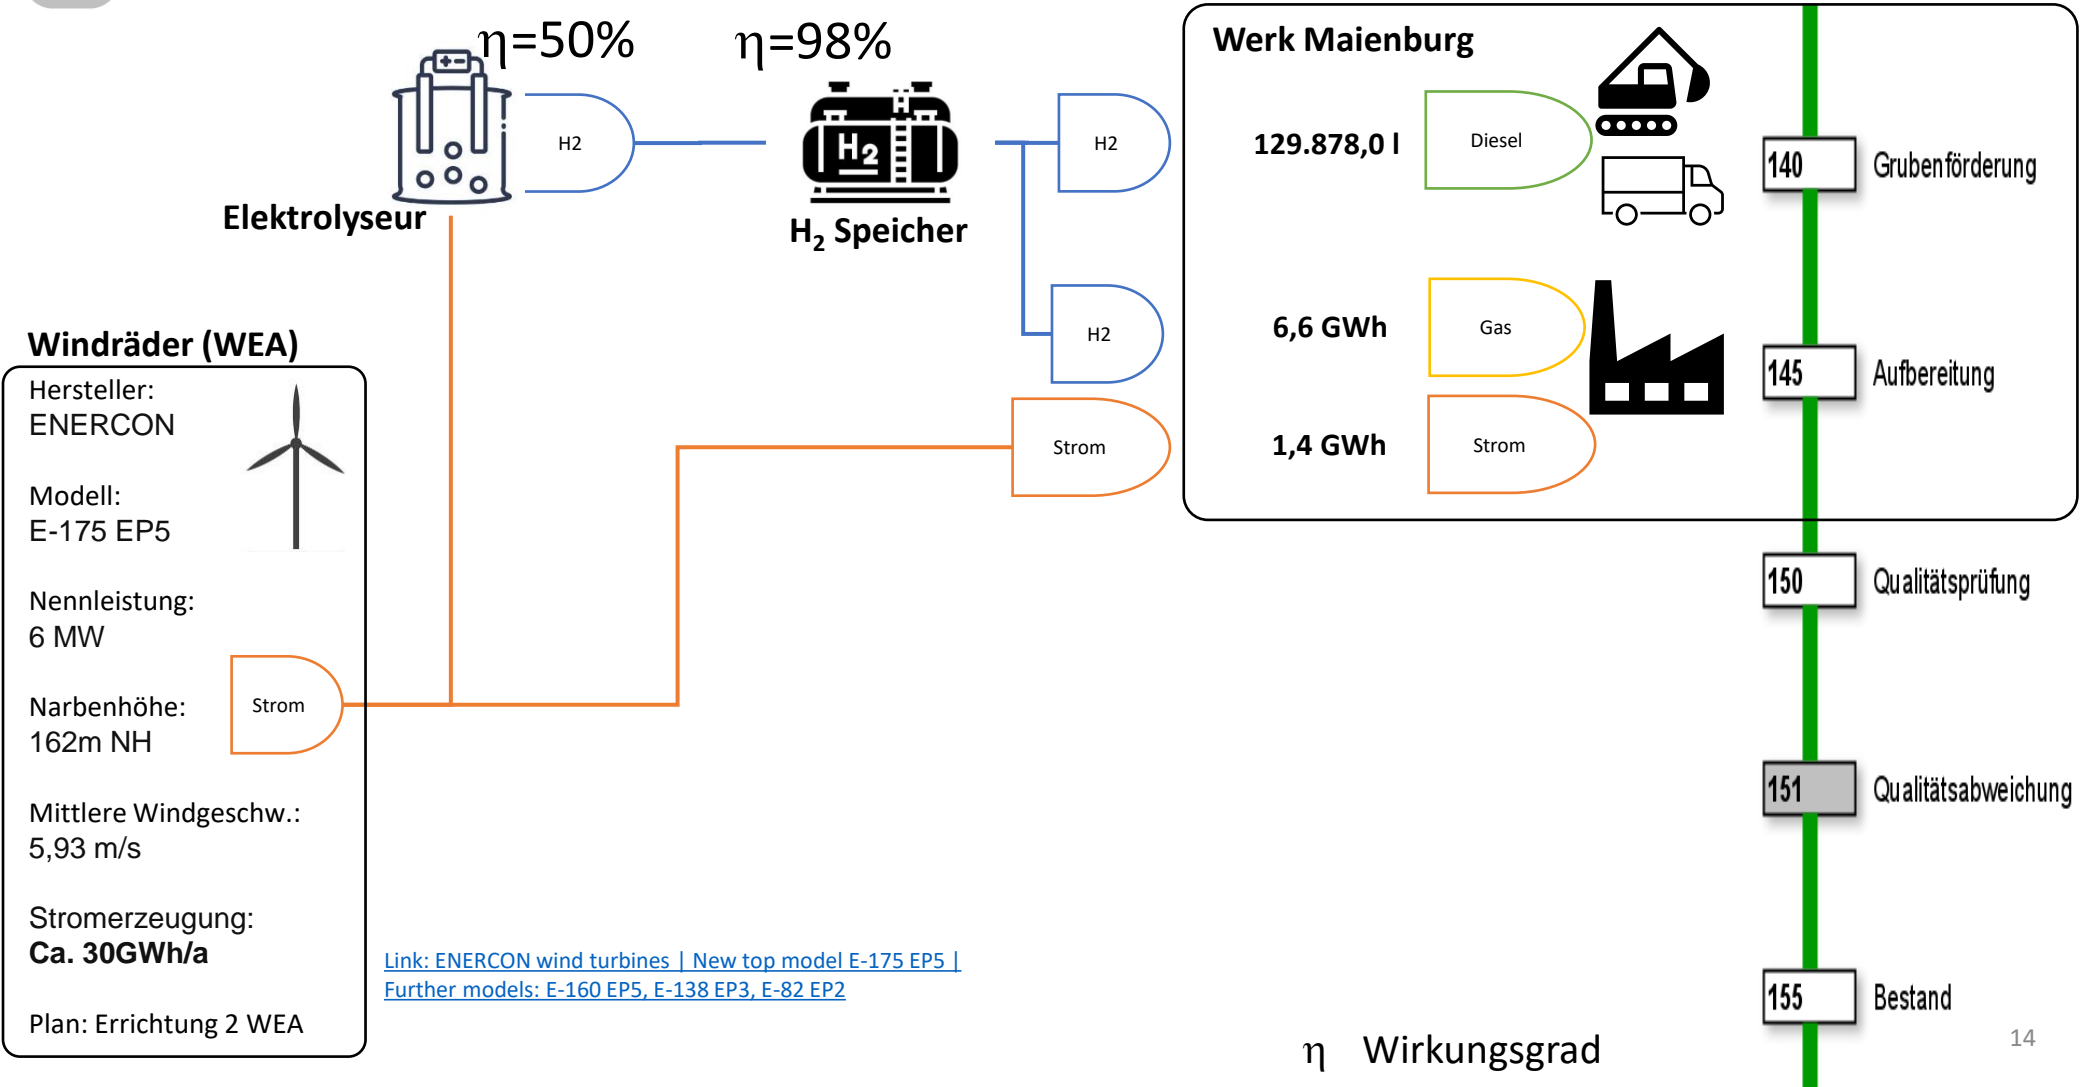 η=50%
η=98%
H2
H
H2
H2
Elektrolyseur
H2 Speicher
H2
Strom
Windräder (WEA)
Hersteller:
ENERCON
Modell:
E-175 EP5
Nennleistung:
6 MW
Narbenhöhe:
162m NH
Strom
Mittlere Windgeschw.:
5,93 m/s
Stromerzeugung:
Ca. 30GWh/a
Plan: Errichtung 2 WEA
Link: ENERCON wind turbines | New top model E-175 EP5 |
Further models: E-160 EP5, E-138 EP3, E-82 EP2
Werk Maienburg
129.878,0 l
Diesel
6,6 GWh
Gas
1,4 GWh
Strom
140 Grubenförderung
145 Aufbereitung
150 Qualitätsprüfung
151 Qualitätsabweichung
155 Bestand
η Wirkungsgrad
14